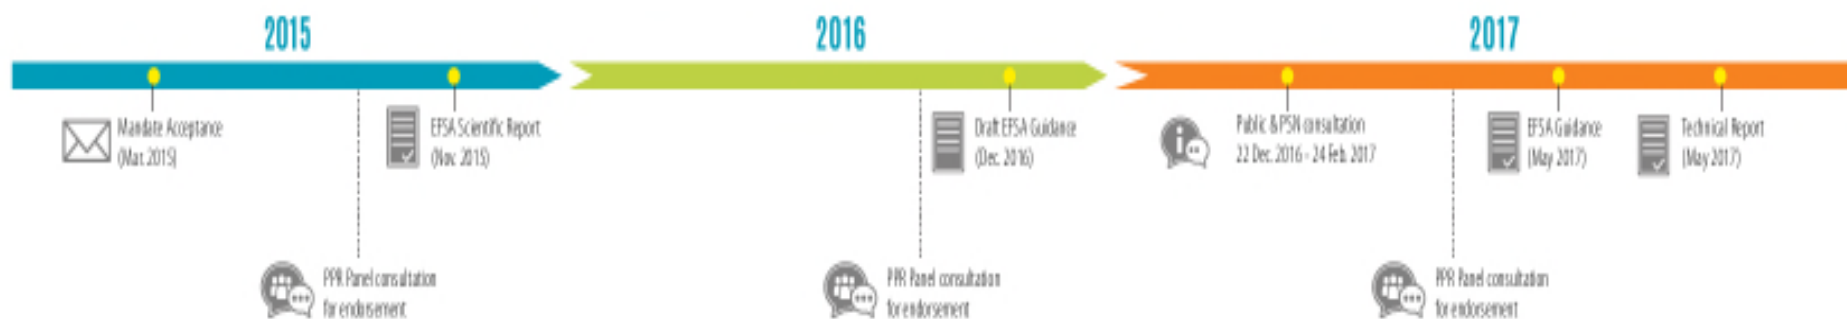 2015
2016
2017
Mandate Acceptance
(Mar. 2015)
EFSA Scientific Report
(Nov. 2015)
Draft EFSA Guidance
(Dec. 2016)
Public & PSN consultation
22 Dec. 2016 - 24 Feb. 2017
EFSA Guidance
(May 2017)
Technical Report
(May 2017)
PPR Panel consultation
for endorsement
PPR Panel consultation
for endorsement
PPR Panel consultation
for endorsement